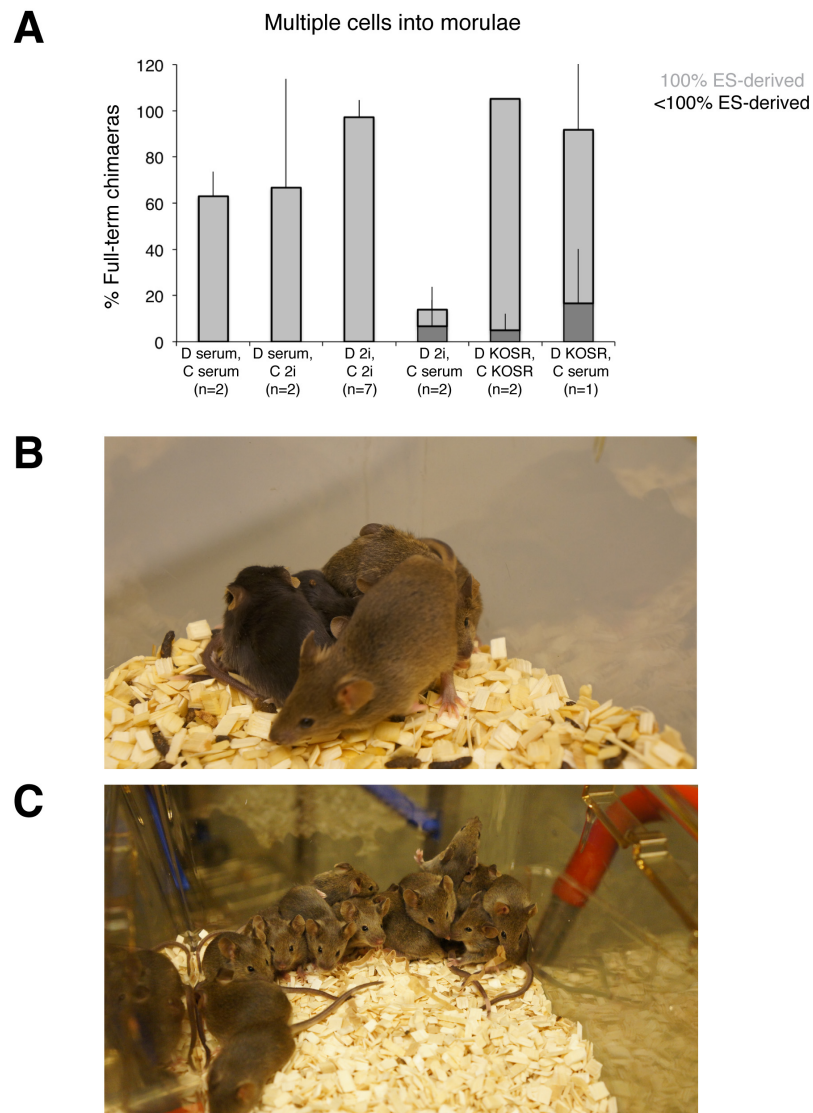 A
Multiple cells into morulae
100% ES-derived
<100% ES-derived
% Full-term chimaeras
120
100
80
60
40
20
0
D serum, D serum, D 2i, D 2i, D KOSR, D KOSR,
C serum C 2i C 2i C serum C KOSR C serum
(n=2) (n=2) (n=7) (n=2) (n=2) (n=1)
B
C